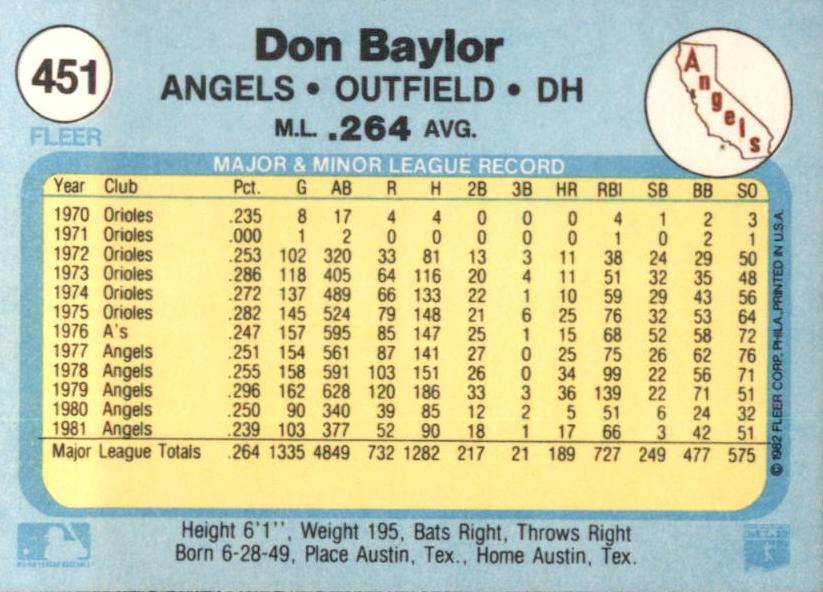 451
FLEER
Don Baylor
ANGELS • OUTFIELD • DH
M.L. .264 AVG.
Angels
MAJOR & MINOR LEAGUE RECORD
Year Club Pct. G AB R H 2B 3B HR RBI SB BB SO
1970 Orioles .235 8 17 4 4 0 0 0 4 1 2 3
1971 Orioles .000 1 2 0 0 0 0 0 1 0 2 1
1972 Orioles .253 102 320 33 81 13 3 11 38 24 29 50
1973 Orioles .286 118 405 64 116 20 4 11 51 32 35 48
1974 Orioles .272 137 489 66 133 22 1 10 59 29 43 56
1975 Orioles .282 145 524 79 148 21 6 25 76 32 53 64
1976 A's .247 157 595 85 147 25 1 15 68 52 58 72
1977 Angels .251 154 561 87 141 27 0 25 75 26 62 76
1978 Angels .255 158 591 103 151 26 0 34 99 22 56 71
1979 Angels .296 162 628 120 186 33 3 36 139 22 71 51
1980 Angels .250 90 340 39 85 12 2 5 51 6 24 32
1981 Angels .239 103 377 52 90 18 1 17 66 3 42 51
Major League Totals .264 1335 4849 732 1282 217 21 189 727 249 477 575
© 1982 FLEER CORP. PHILA., PRINTED IN U.S.A.
Height 6'1'', Weight 195, Bats Right, Throws Right
Born 6-28-49, Place Austin, Tex., Home Austin, Tex.